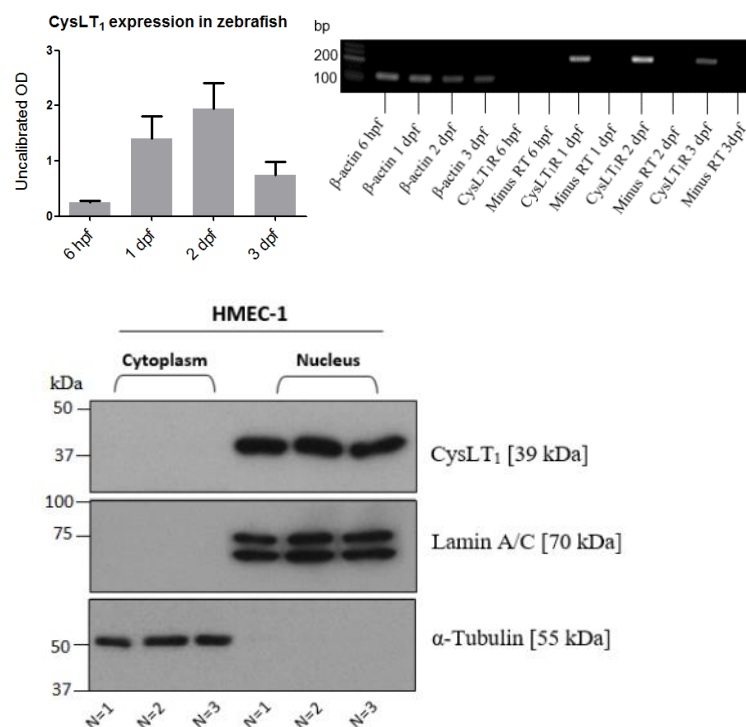 CysLT₁ expression in zebrafish
Uncalibrated OD
3
2
1
0
6 hpf
1 dpf
2 dpf
3 dpf
bp
200
100
β-actin 6 hpf
β-actin 1 dpf
β-actin 2 dpf
β-actin 3 dpf
CysLT₁R 6 hpf
Minus RT 6 hpf
CysLT₁R 1 dpf
Minus RT 1 dpf
CysLT₁R 2 dpf
Minus RT 2 dpf
CysLT₁R 3 dpf
Minus RT 3dpf
HMEC-1
Cytoplasm
Nucleus
kDa
50
37
CysLT₁ [39 kDa]
100
75
Lamin A/C [70 kDa]
50
37
α-Tubulin [55 kDa]
N=1
N=2
N=3
N=1
N=2
N=3